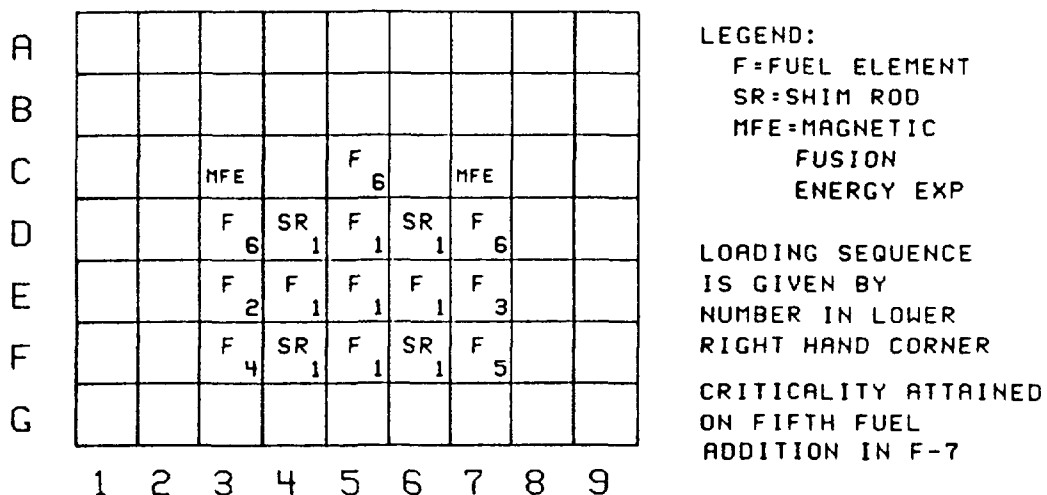 LEGEND:
F=FUEL ELEMENT
SR=SHIM ROD
MFE=MAGNETIC
FUSION
ENERGY EXP
LOADING SEQUENCE
IS GIVEN BY
NUMBER IN LOWER
RIGHT HAND CORNER
CRITICALITY ATTAINED
ON FIFTH FUEL
ADDITION IN F-7
A
B
C MFE F 6 MFE
D F 6 SR 1 F 1 SR 1 F 6
E F 2 F 1 F 1 F 1 F 3
F F 4 SR 1 F 1 SR 1 F 5
G
1 2 3 4 5 6 7 8 9